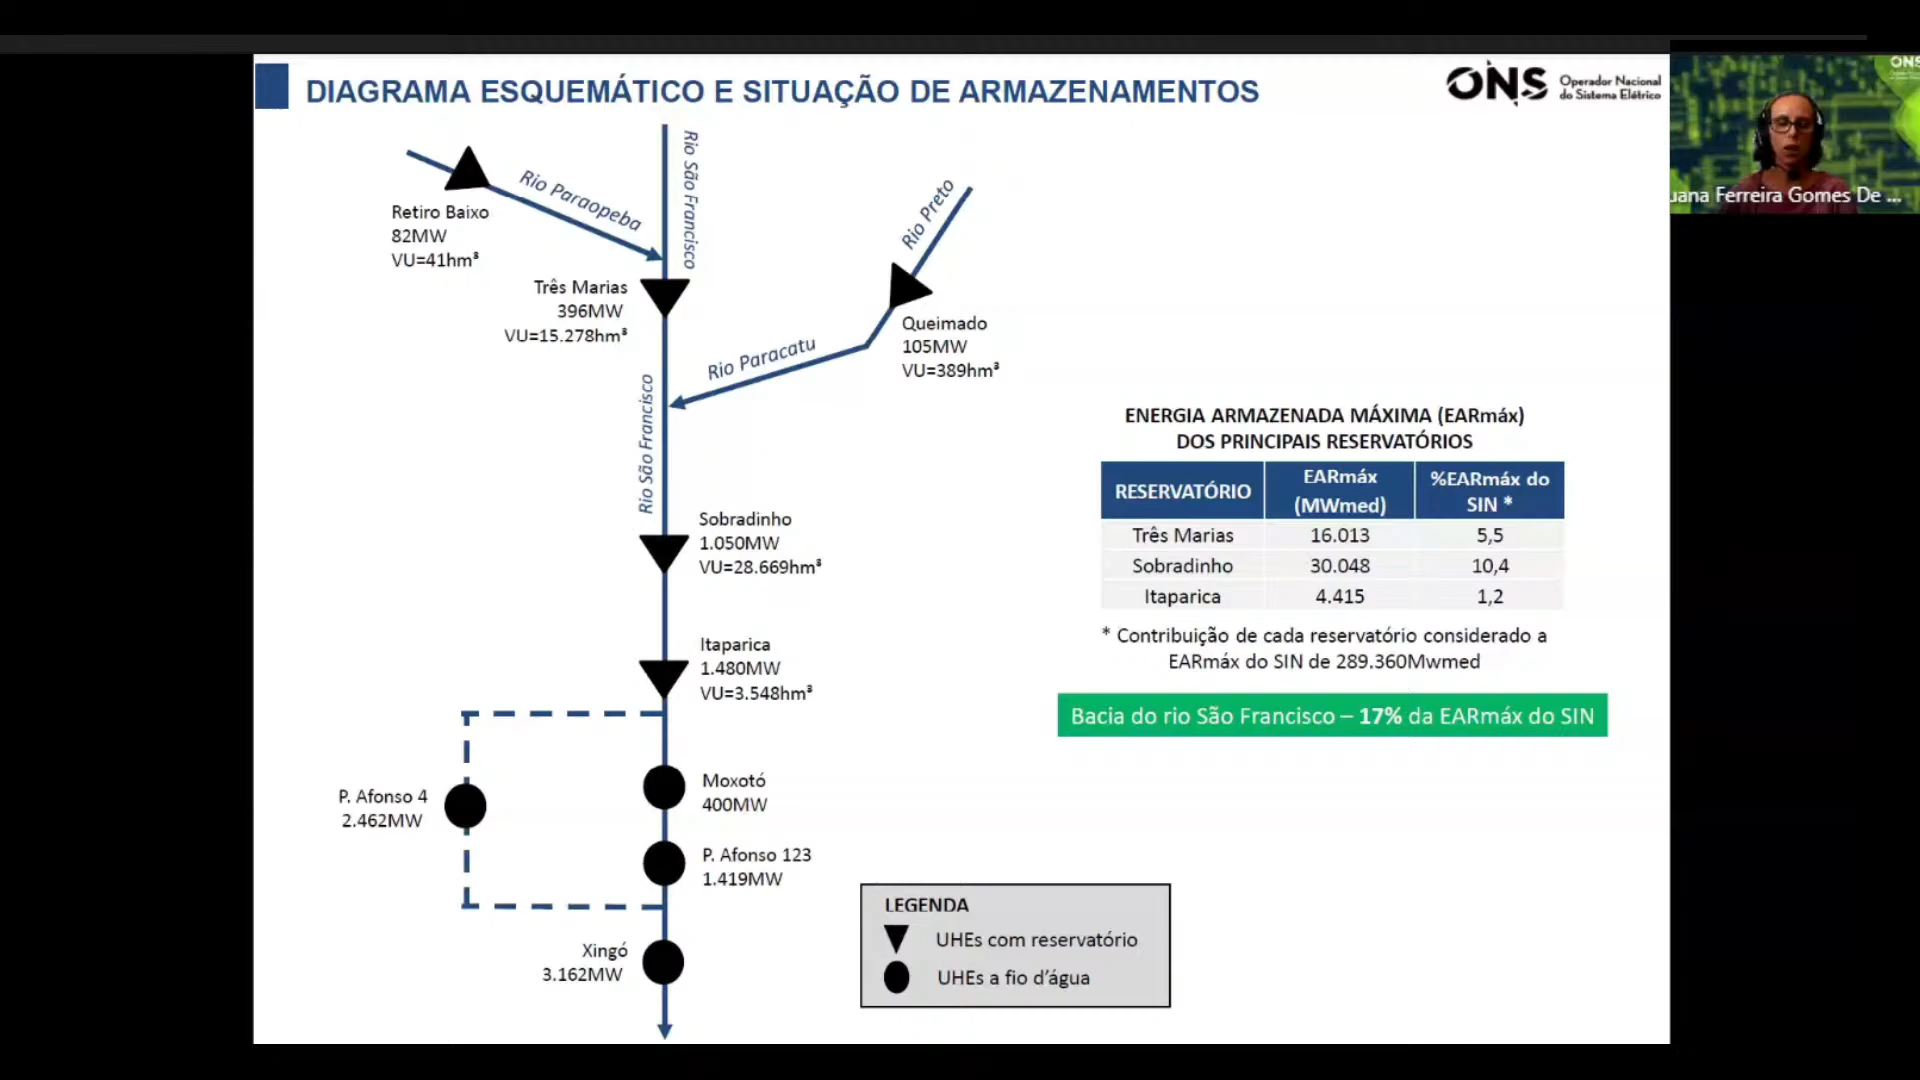 DIAGRAMA ESQUEMÁTICO E SITUAÇÃO DE ARMAZENAMENTOS
ONS
Operador Nacional
do Sistema Elétrico
ONS
Ferreira Gomes De ...
Rio São Francisco
Rio Paraopeba
Rio Preto
Retiro Baixo
82MW
VU=41hm³
Três Marias
396MW
VU=15.278hm³
Queimado
105MW
VU=389hm³
Rio Paracatu
Rio São Francisco
ENERGIA ARMAZENADA MÁXIMA (EARmáx)
DOS PRINCIPAIS RESERVATÓRIOS
RESERVATÓRIO EARmáx (MWmed) %EARmáx do SIN *
Três Marias 16.013 5,5
Sobradinho 30.048 10,4
Itaparica 4.415 1,2
* Contribuição de cada reservatório considerado a
EARmáx do SIN de 289.360Mwmed
Bacia do rio São Francisco – 17% da EARmáx do SIN
Sobradinho
1.050MW
VU=28.669hm³
Itaparica
1.480MW
VU=3.548hm³
Moxotó
400MW
P. Afonso 4
2.462MW
P. Afonso 123
1.419MW
Xingó
3.162MW
LEGENDA
UHEs com reservatório
UHEs a fio d'água